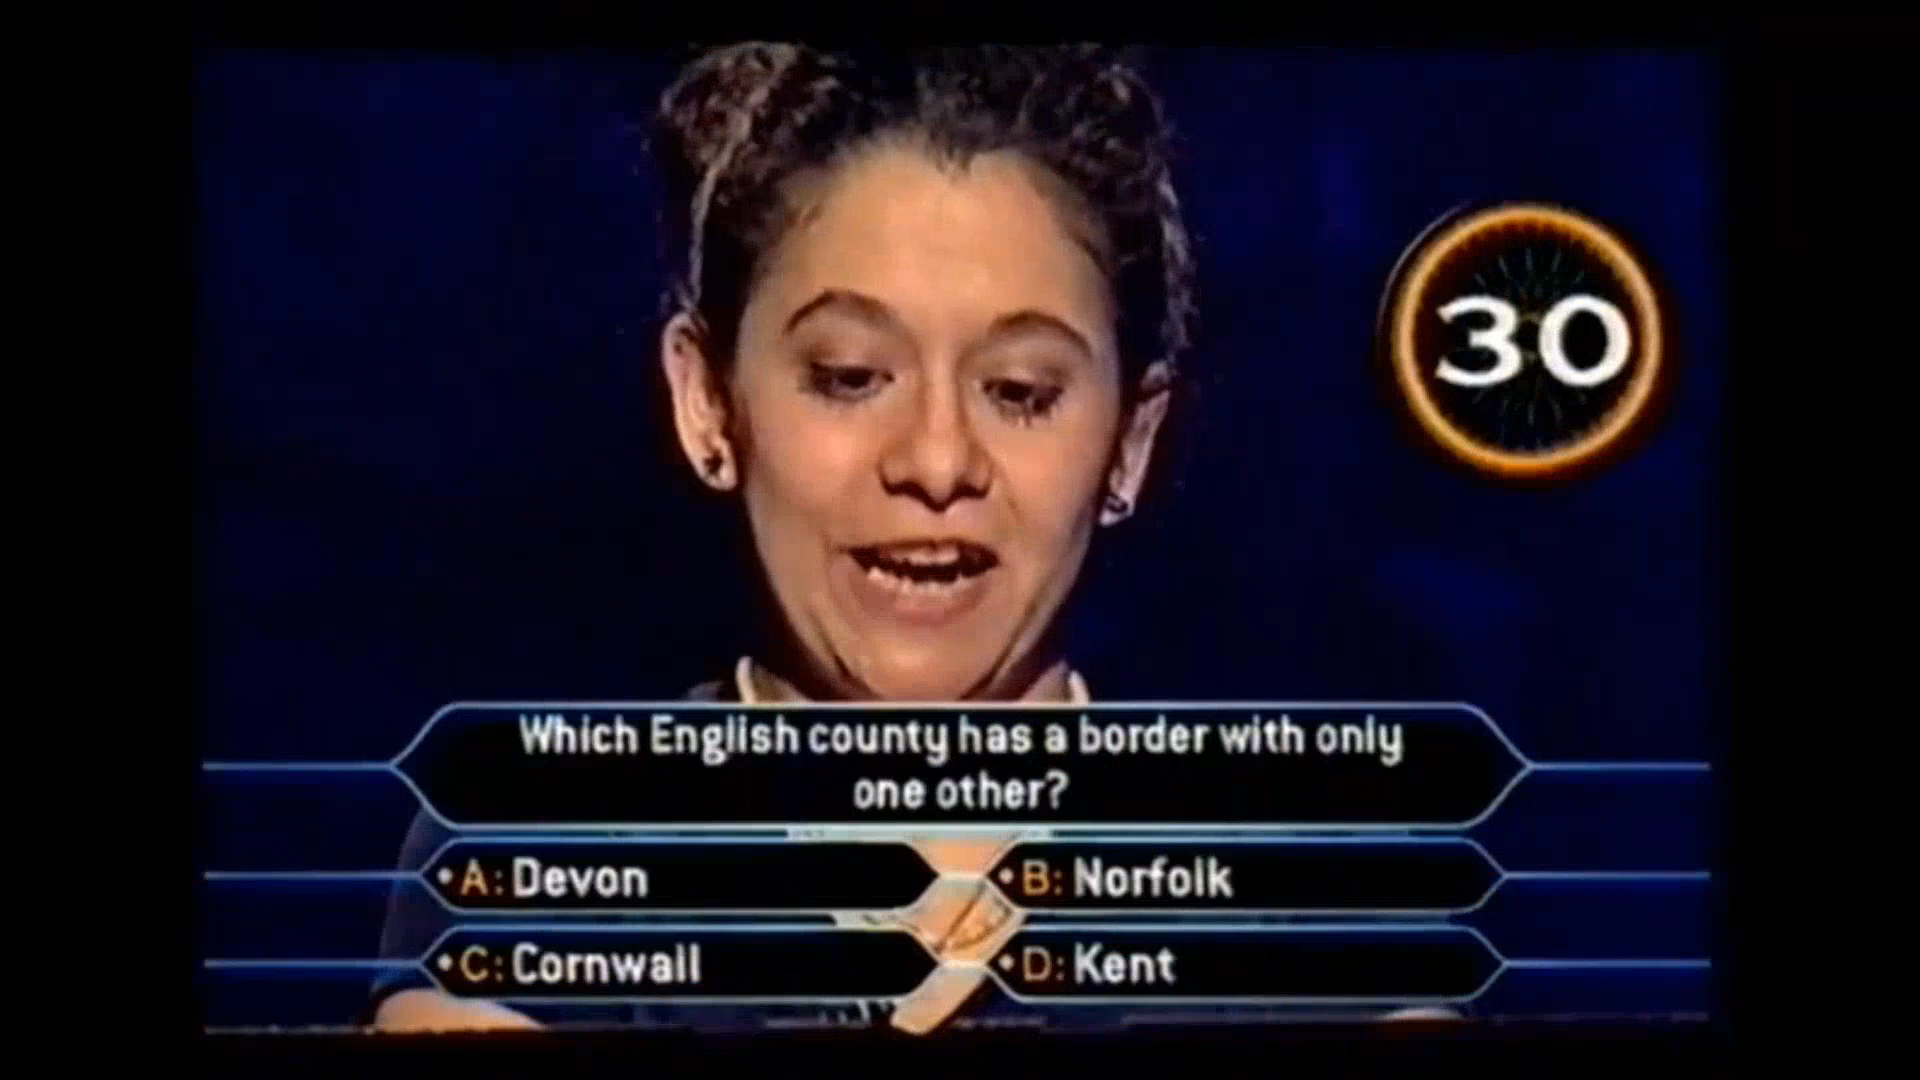 30
Which English county has a border with only
one other?
A: Devon
B: Norfolk
C: Cornwall
D: Kent